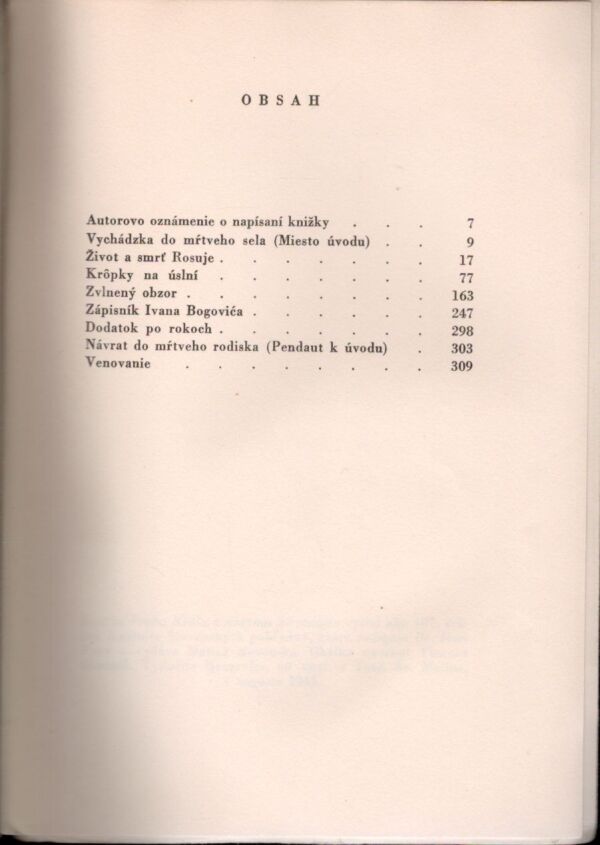 OBSAH
Autorovo oznámenie o napísaní knižky . . . 7
Vychádzka do mŕtveho sela (Miesto úvodu) . . 9
Život a smrť Rosuje . . . . . . . 17
Krôpky na úslní . . . . . . . 77
Zvlnený obzor . . . . . . . . 163
Zápisník Ivana Bogovića . . . . . . 247
Dodatok po rokoch . . . . . . . 298
Návrat do mŕtveho rodiska (Pendaut k úvodu) . 303
Venovanie . . . . . . . . 309